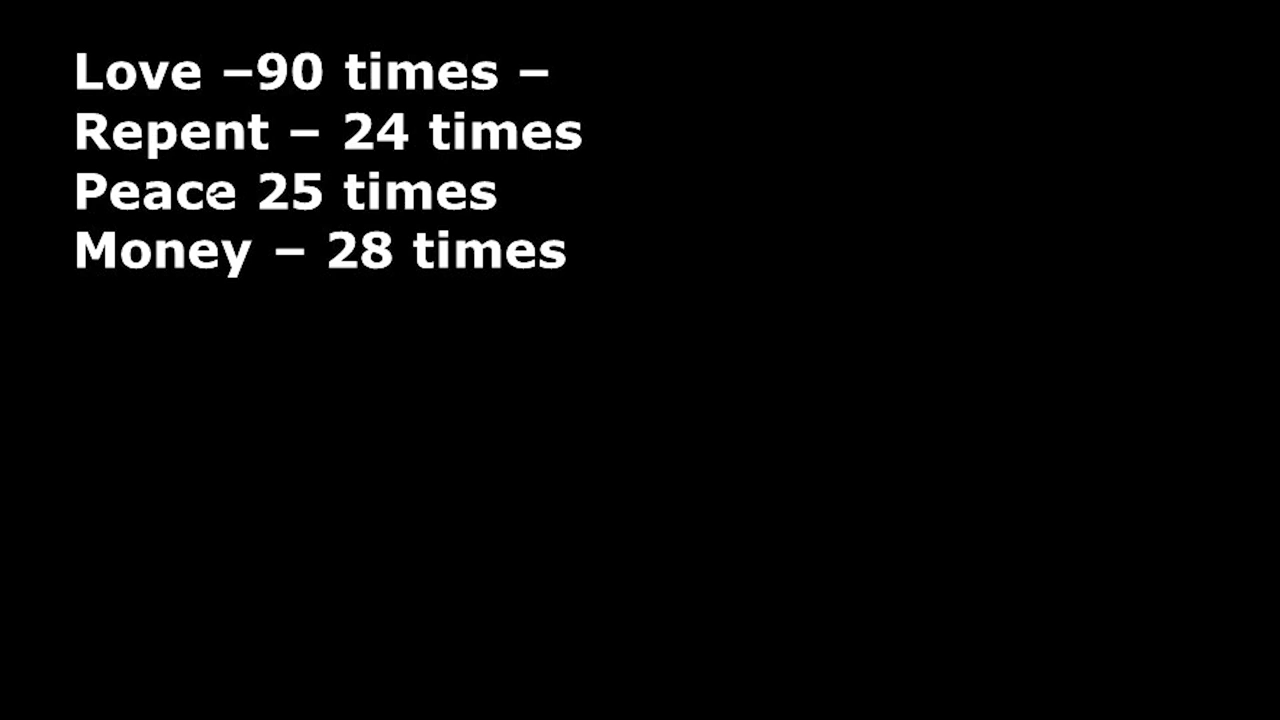 Love –90 times –
Repent – 24 times
Peace 25 times
Money – 28 times